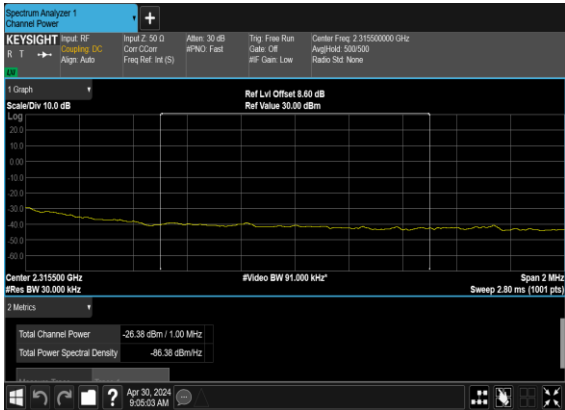 Spectrum Analyzer 1
Channel Power
KEYSIGHT Input: RF Input Z: 50 Ω Atten: 30 dB Trig: Free Run Center Freq: 2.315500000 GHz
R T Coupling: DC Corr CCorr #PNO: Fast Gate: Off Avg|Hold: 500/500
Align: Auto Freq Ref: Int (S) #IF Gain: Low Radio Std: None
1 Graph
Scale/Div 10.0 dB
Ref Lvl Offset 8.60 dB
Ref Value 30.00 dBm
Log
20.0
10.0
0.00
-10.0
-20.0
-30.0
-40.0
-50.0
-60.0
Center 2.315500 GHz #Video BW 91.000 kHz* Span 2 MHz
#Res BW 30.000 kHz Sweep 2.80 ms (1001 pts)
2 Metrics
Total Channel Power -26.38 dBm / 1.00 MHz
Total Power Spectral Density -86.38 dBm/Hz
?
Apr 30, 2024
9:05:03 AM